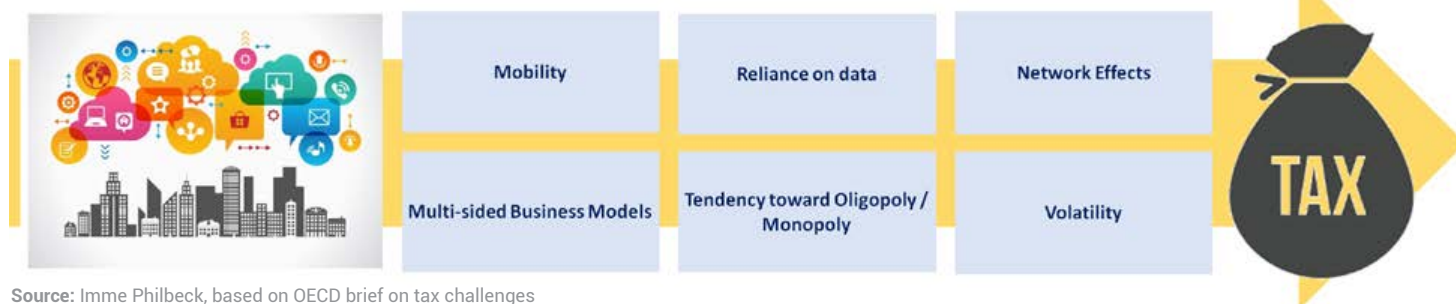 Mobility
Reliance on data
Network Effects
Multi-sided Business Models
Tendency toward Oligopoly /
Monopoly
Volatility
TAX
Source: Imme Philbeck, based on OECD brief on tax challenges